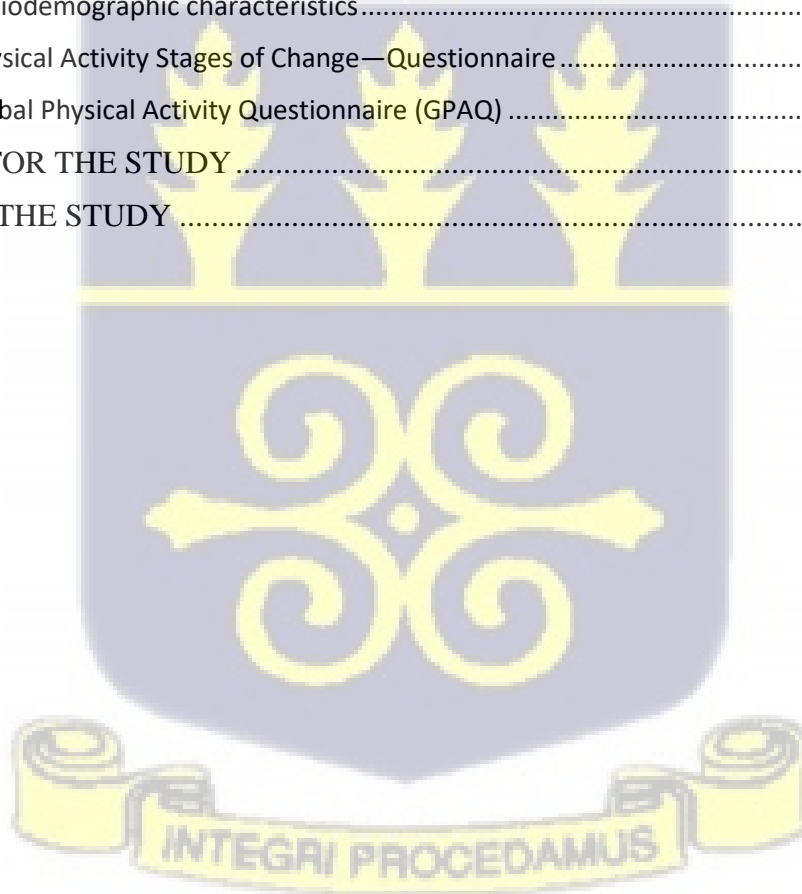 iodemographic characteristics........................................................
ysical Activity Stages of Change—Questionnaire..............................
bal Physical Activity Questionnaire (GPAQ) ....................................
FOR THE STUDY ........................................................................
THE STUDY ...............................................................................
INTEGRI PROCEDAMUS